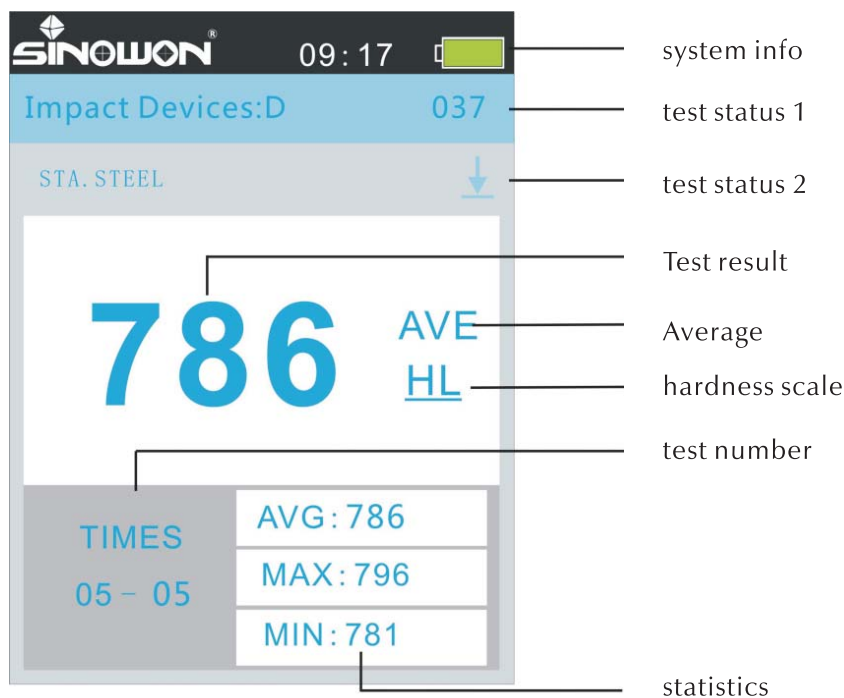 SINOWON® 09:17 system info
Impact Devices:D 037 test status 1
STA.STEEL test status 2
Test result
786 AVE Average
HL hardness scale
test number
TIMES AVG:786
05- 05 MAX:796
MIN:781
statistics